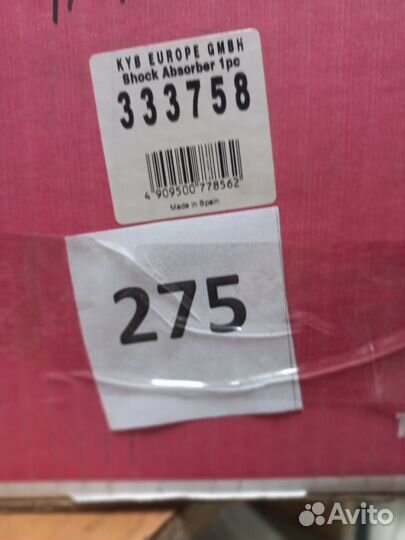 KYB EUROPE GMBH
Shock Absorber 1pc
333758
4 909500 778562
Made in Spain
275
Avito